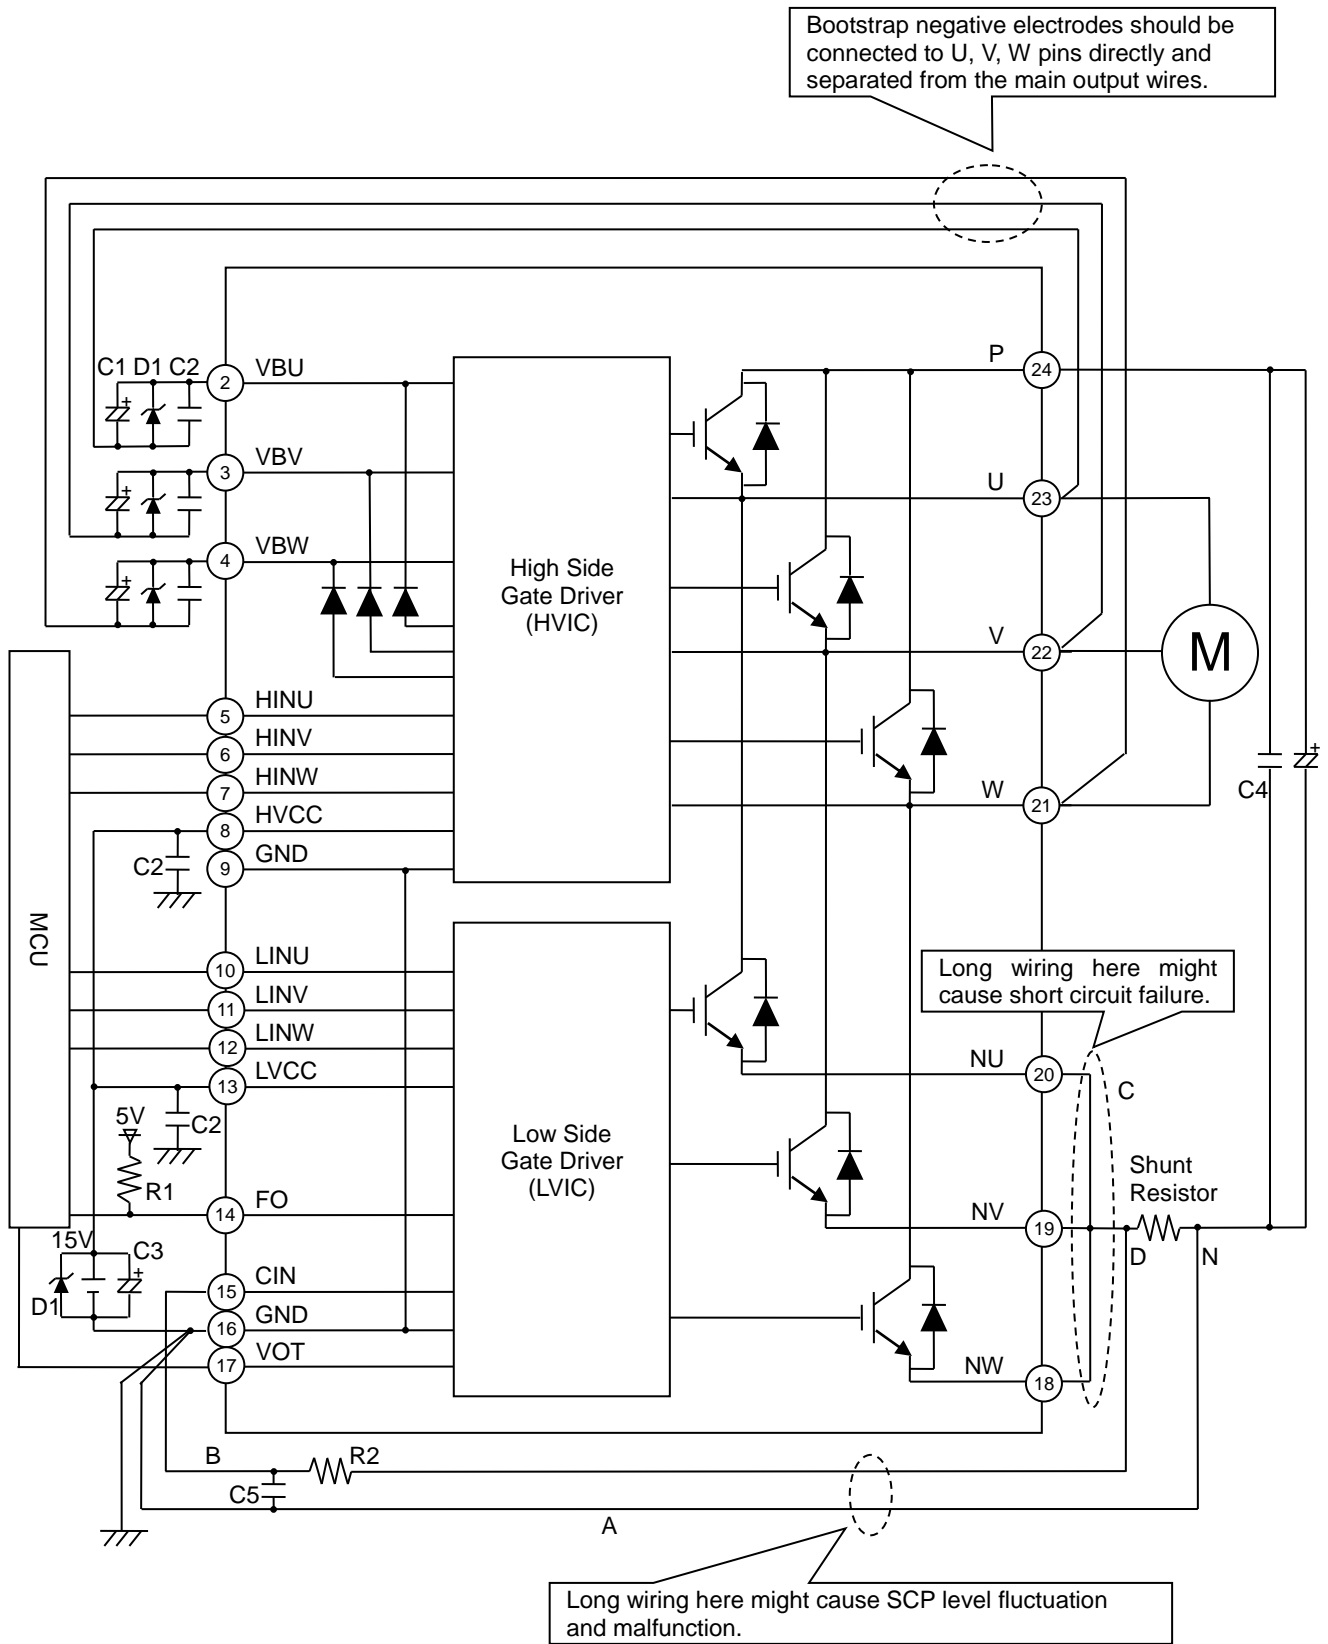 Bootstrap negative electrodes should be
connected to U, V, W pins directly and
separated from the main output wires.
C1 D1 C2
2
VBU
P
24
3
VBV
U
23
4
VBW
High Side
Gate Driver
(HVIC)
V
22
M
5
HINU
6
HINV
7
HINW
W
21
C4
8
HVCC
C2
9
GND
MCU
10
LINU
Long wiring here might
cause short circuit failure.
11
LINV
12
LINW
13
LVCC
NU
20
C
5V
C2
Low Side
Gate Driver
(LVIC)
Shunt
Resistor
R1
14
FO
NV
19
D
N
15V
C3
15
CIN
D1
16
GND
17
VOT
NW
18
B
R2
C5
A
Long wiring here might cause SCP level fluctuation
and malfunction.
+
+
+
+
+